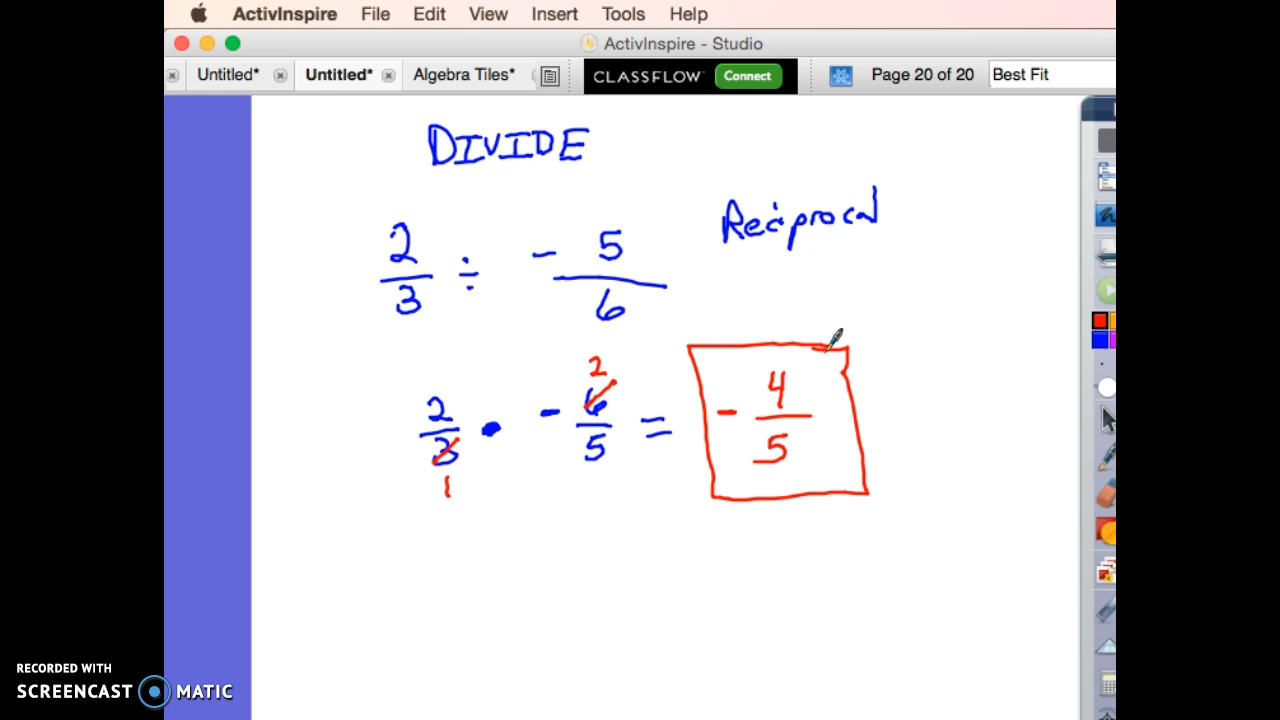 ActivInspire File Edit View Insert Tools Help
ActivInspire - Studio
Untitled* Untitled* Algebra Tiles* CLASSFLOW Connect Page 20 of 20 Best Fit
DIVIDE
Reciprocal
2/3 ÷ - 5/6
2
2/3 • - 6/5 = - 4/5
1
RECORDED WITH
SCREENCAST MATIC